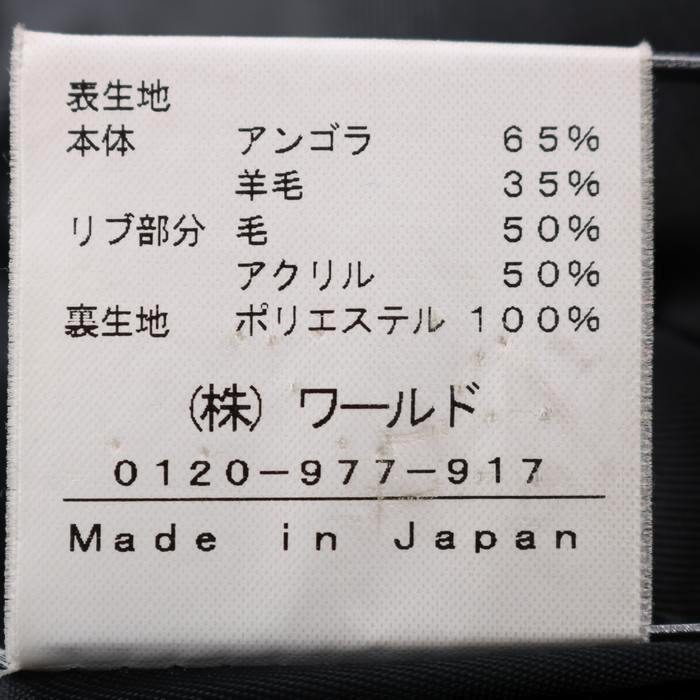 表生地
本体 アンゴラ 65%
羊毛 35%
リブ部分 毛 50%
アクリル 50%
裏生地 ポリエステル 100%
(株) ワールド
0120-977-917
Made in Japan